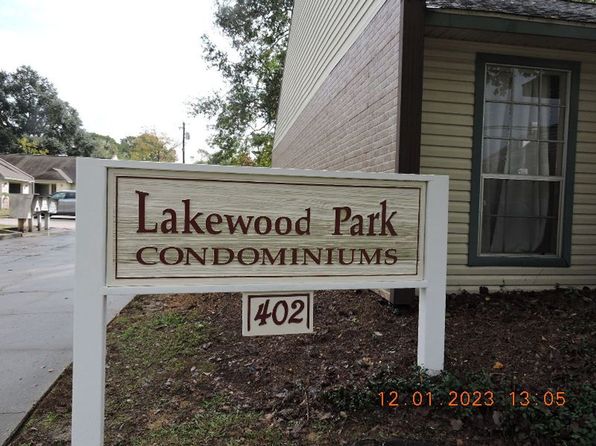 Lakewood Park
CONDOMINIUMS
402
12.01.2023 13:05